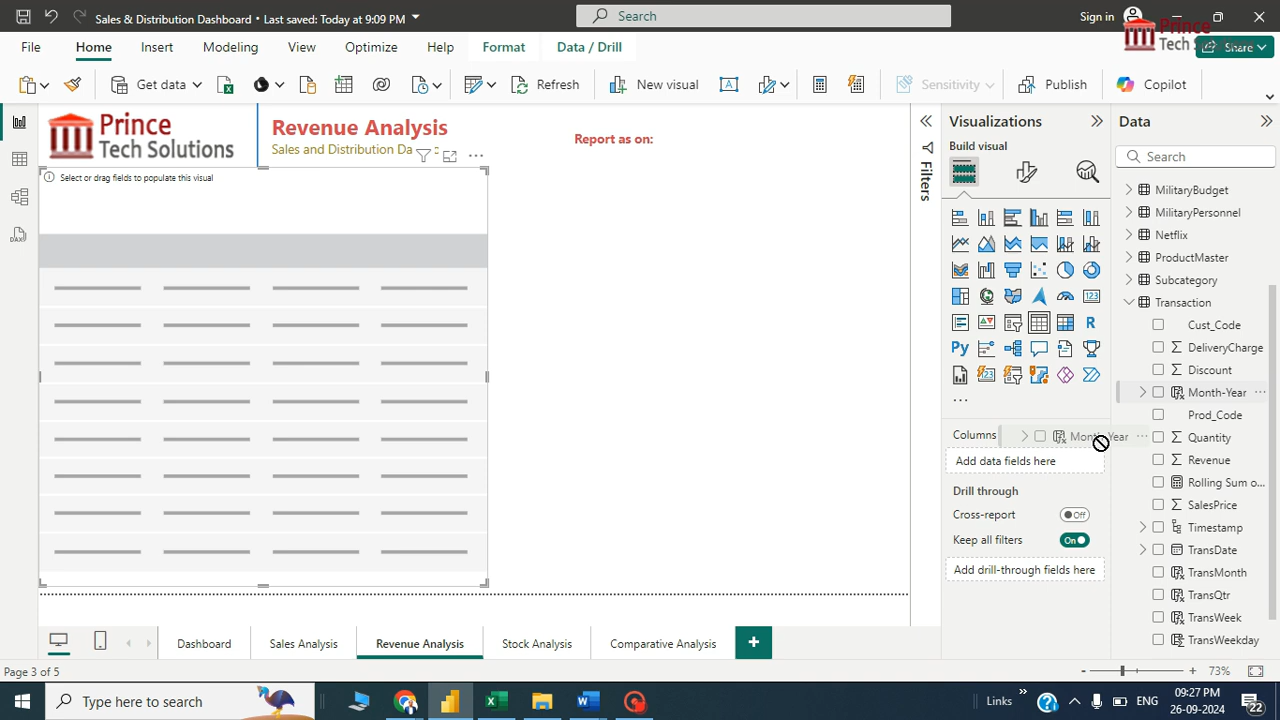 Sales & Distribution Dashboard • Last saved: Today at 9:09 PM
Search
Sign in
Prince
Tech
File
Home
Insert
Modeling
View
Optimize
Help
Format
Data / Drill
Share
Get data
Refresh
New visual
Sensitivity
Publish
Copilot
Prince
Tech Solutions
Revenue Analysis
Sales and Distribution Da
Report as on:
Select or drag fields to populate this visual
Filters
Visualizations
Build visual
123
R
Py
Columns
Month-Year
Add data fields here
Drill through
Cross-report
Off
Keep all filters
On
Add drill-through fields here
Data
Search
MilitaryBudget
MilitaryPersonnel
Netflix
ProductMaster
Subcategory
Transaction
Cust_Code
DeliveryCharge
Discount
Month-Year
Prod_Code
Quantity
Revenue
Rolling Sum o...
SalesPrice
Timestamp
TransDate
TransMonth
TransQtr
TransWeek
TransWeekday
Dashboard
Sales Analysis
Revenue Analysis
Stock Analysis
Comparative Analysis
Page 3 of 5
73%
Type here to search
Links
ENG
09:27 PM
26-09-2024
22